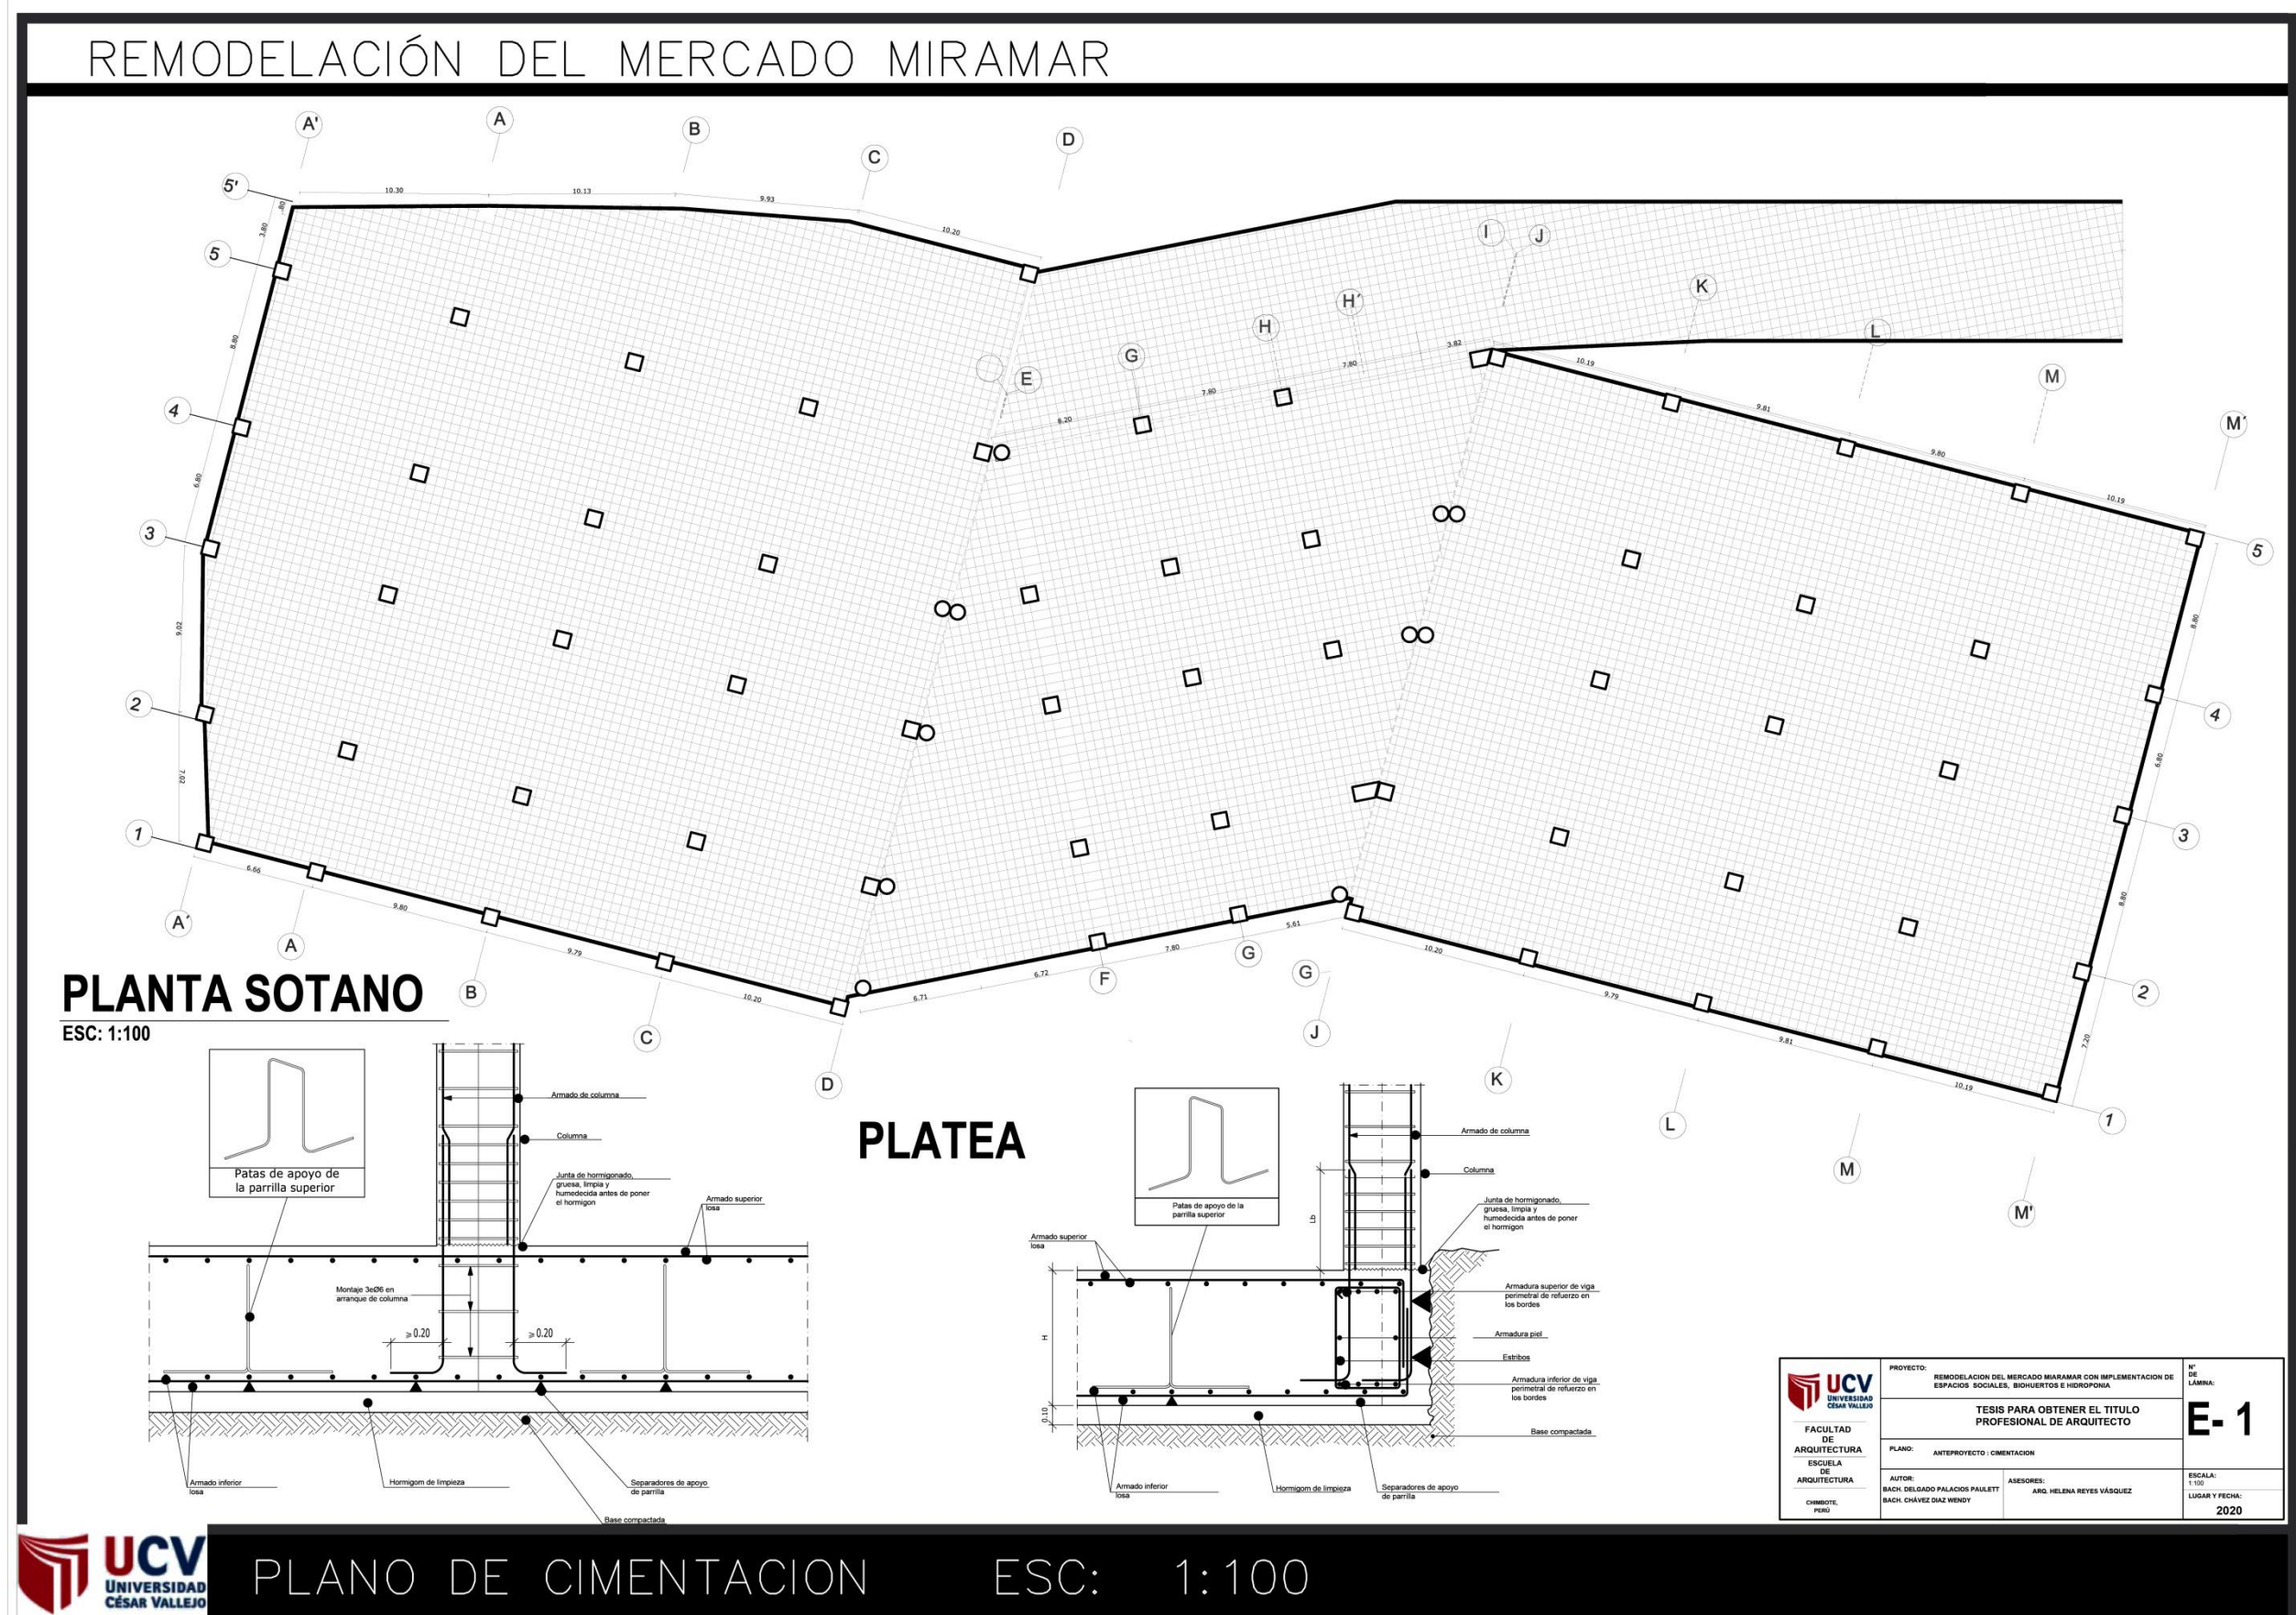 REMODELACIÓN DEL MERCADO MIRAMAR
A'
A
B
C
D
5'
10.30
10.13
9.93
10.20
.80
3.80
5
8.80
4
6.80
3
9.02
2
7.02
1
I
J
H'
K
H
L
G
E
M
M'
8.20
7.80
7.80
3.82
10.19
9.81
9.80
10.19
5
8.80
4
6.80
3
8.80
2
7.20
1
6.66
9.80
9.79
10.20
6.71
6.72
7.80
5.61
10.20
9.79
9.81
10.19
A'
A
B
C
D
F
G
G
J
K
L
M
M'
PLANTA SOTANO
ESC: 1:100
Patas de apoyo de
la parrilla superior
Armado de columna
Columna
Junta de hormigonado,
gruesa, limpia y
humedecida antes de poner
el hormigon
Armado superior
losa
Montaje 3eØ6 en
arranque de columna
⩾ 0.20
⩾ 0.20
Armado inferior
losa
Hormigom de limpieza
Separadores de apoyo
de parrilla
Base compactada
PLATEA
Patas de apoyo de la
parrilla superior
Armado de columna
Columna
Junta de hormigonado,
gruesa, limpia y
humedecida antes de poner
el hormigon
Lb
Armado superior
losa
H
0.10
Armadura superior de viga
perimetral de refuerzo en
los bordes
Armadura piel
Estribos
Armadura inferior de viga
perimetral de refuerzo en
los bordes
Base compactada
Armado inferior
losa
Hormigom de limpieza
Separadores de apoyo
de parrilla
UCV
UNIVERSIDAD
CÉSAR VALLEJO
FACULTAD
DE
ARQUITECTURA
ESCUELA
DE
ARQUITECTURA
CHIMBOTE,
PERÚ
PROYECTO:
REMODELACION DEL MERCADO MIARAMAR CON IMPLEMENTACION DE
ESPACIOS SOCIALES, BIOHUERTOS E HIDROPONIA
TESIS PARA OBTENER EL TITULO
PROFESIONAL DE ARQUITECTO
PLANO:
ANTEPROYECTO : CIMENTACION
AUTOR:
BACH. DELGADO PALACIOS PAULETT
BACH. CHÁVEZ DIAZ WENDY
ASESORES:
ARQ. HELENA REYES VÁSQUEZ
N°
DE
LÁMINA:
E- 1
ESCALA:
1:100
LUGAR Y FECHA:
2020
UCV
UNIVERSIDAD
CÉSAR VALLEJO
PLANO DE CIMENTACION ESC: 1:100